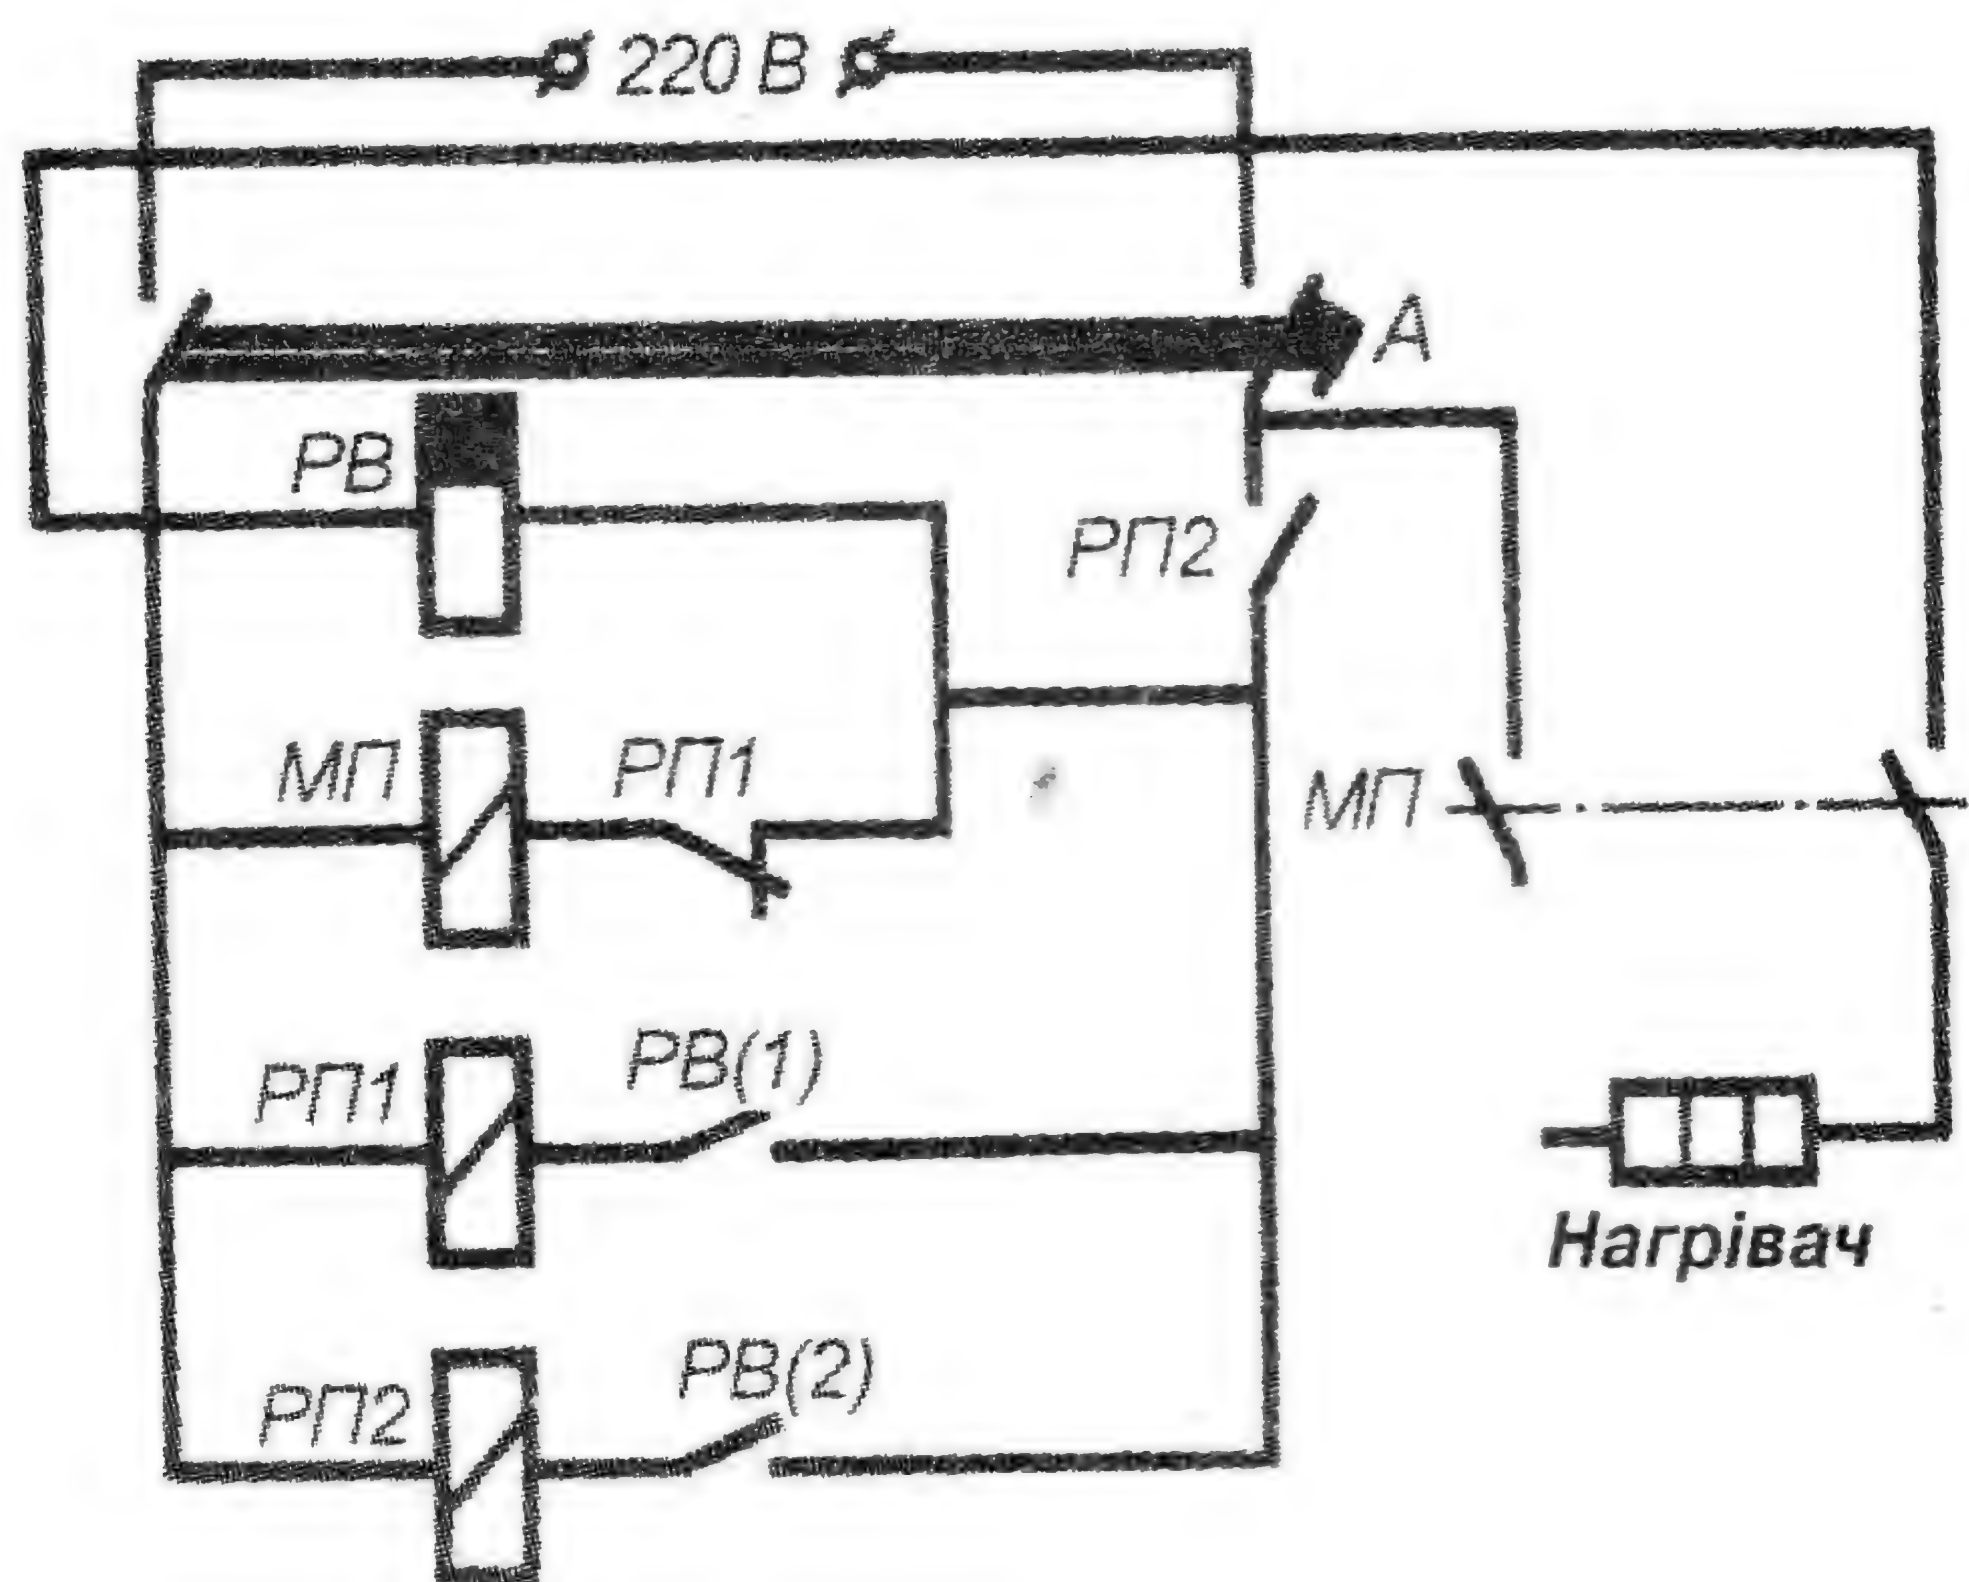 220 В
А
РВ
РП2
МП
РП1
МП
РП1
РВ(1)
Нагрівач
РП2
РВ(2)